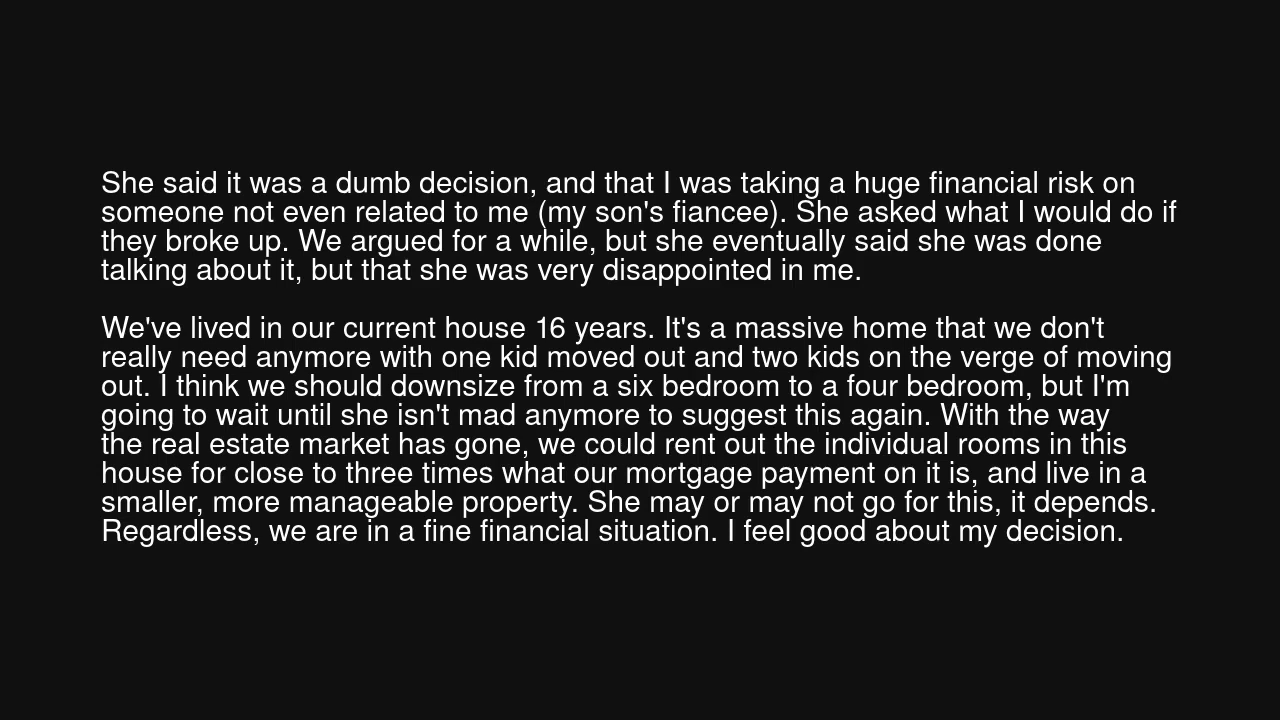 She said it was a dumb decision, and that I was taking a huge financial risk on
someone not even related to me (my son's fiancee). She asked what I would do if
they broke up. We argued for a while, but she eventually said she was done
talking about it, but that she was very disappointed in me.
We've lived in our current house 16 years. It's a massive home that we don't
really need anymore with one kid moved out and two kids on the verge of moving
out. I think we should downsize from a six bedroom to a four bedroom, but I'm
going to wait until she isn't mad anymore to suggest this again. With the way
the real estate market has gone, we could rent out the individual rooms in this
house for close to three times what our mortgage payment on it is, and live in a
smaller, more manageable property. She may or may not go for this, it depends.
Regardless, we are in a fine financial situation. I feel good about my decision.